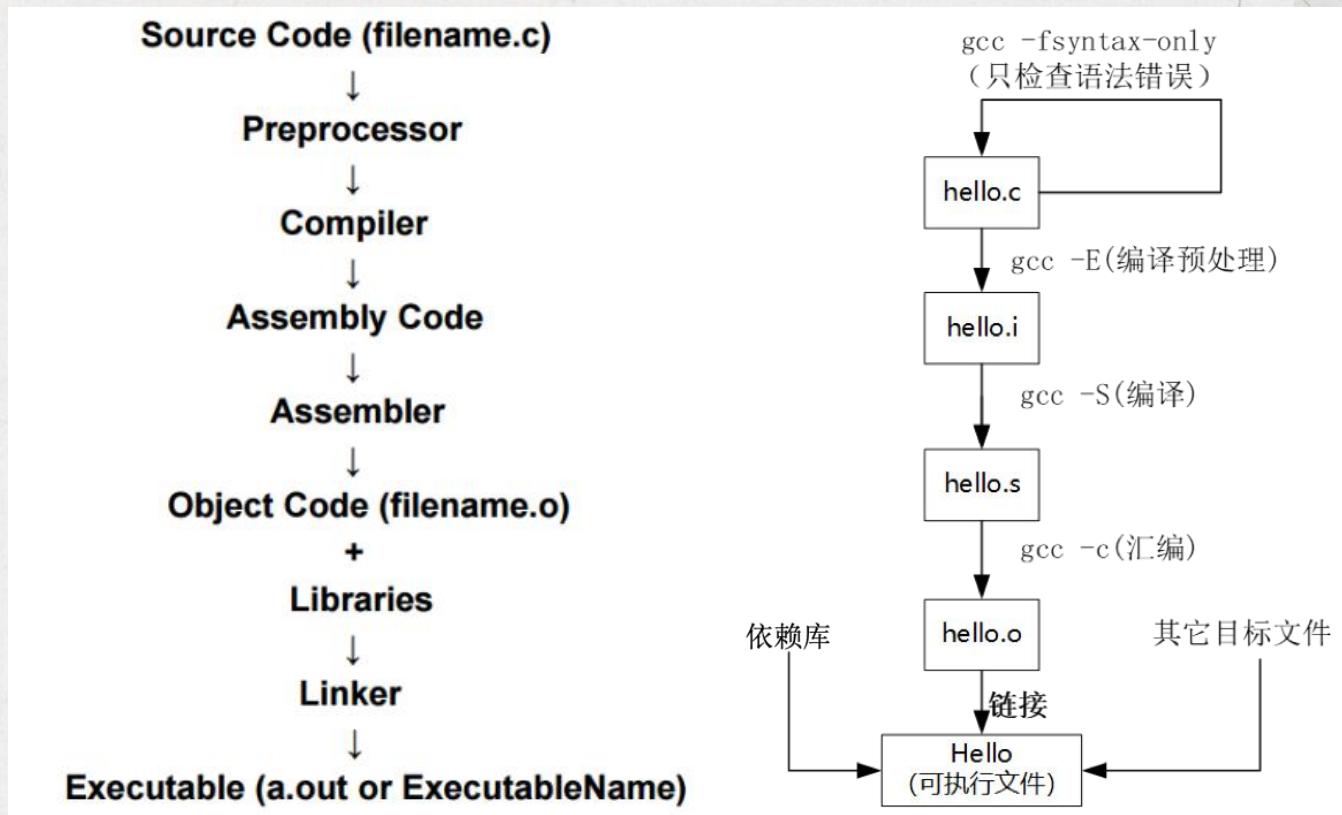 Source Code (filename.c)
↓
Preprocessor
↓
Compiler
↓
Assembly Code
↓
Assembler
↓
Object Code (filename.o)
+
Libraries
↓
Linker
↓
Executable (a.out or ExecutableName)
gcc -fsyntax-only
（只检查语法错误）
hello.c
gcc -E(编译预处理)
hello.i
gcc -S(编译)
hello.s
gcc -c(汇编)
依赖库
hello.o
其它目标文件
链接
Hello
(可执行文件)